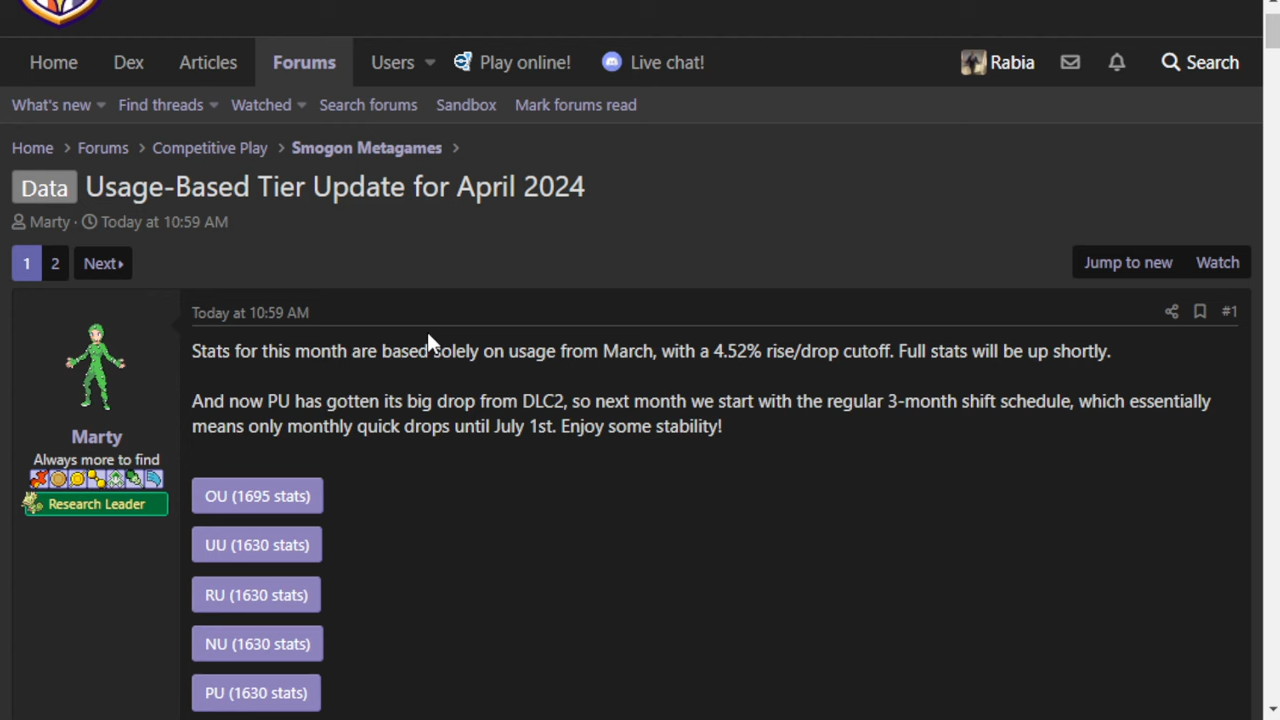 Home Dex Articles Forums Users Play online! Live chat! Rabia Search
What's new Find threads Watched Search forums Sandbox Mark forums read
Home > Forums > Competitive Play > Smogon Metagames >
Data Usage-Based Tier Update for April 2024
Marty · Today at 10:59 AM
1 2 Next Jump to new Watch
Today at 10:59 AM #1
Stats for this month are based solely on usage from March, with a 4.52% rise/drop cutoff. Full stats will be up shortly.
And now PU has gotten its big drop from DLC2, so next month we start with the regular 3-month shift schedule, which essentially
means only monthly quick drops until July 1st. Enjoy some stability!
Marty
Always more to find
Research Leader
OU (1695 stats)
UU (1630 stats)
RU (1630 stats)
NU (1630 stats)
PU (1630 stats)